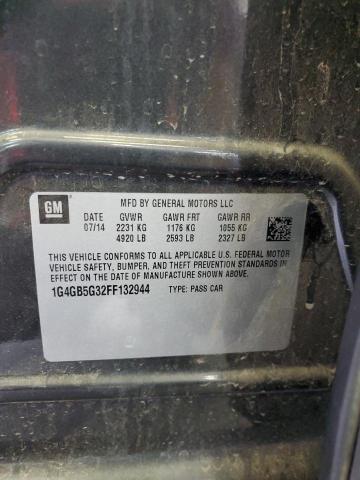 GM
MFD BY GENERAL MOTORS LLC
DATE GVWR GAWR FRT GAWR RR
07/14 2231 KG 1176 KG 1055 KG
4920 LB 2593 LB 2327 LB
THIS VEHICLE CONFORMS TO ALL APPLICABLE U.S. FEDERAL MOTOR
VEHICLE SAFETY, BUMPER, AND THEFT PREVENTION STANDARDS
IN EFFECT ON THE DATE OF MANUFACTURE SHOWN ABOVE.
1G4GB5G32FF132944 TYPE: PASS CAR